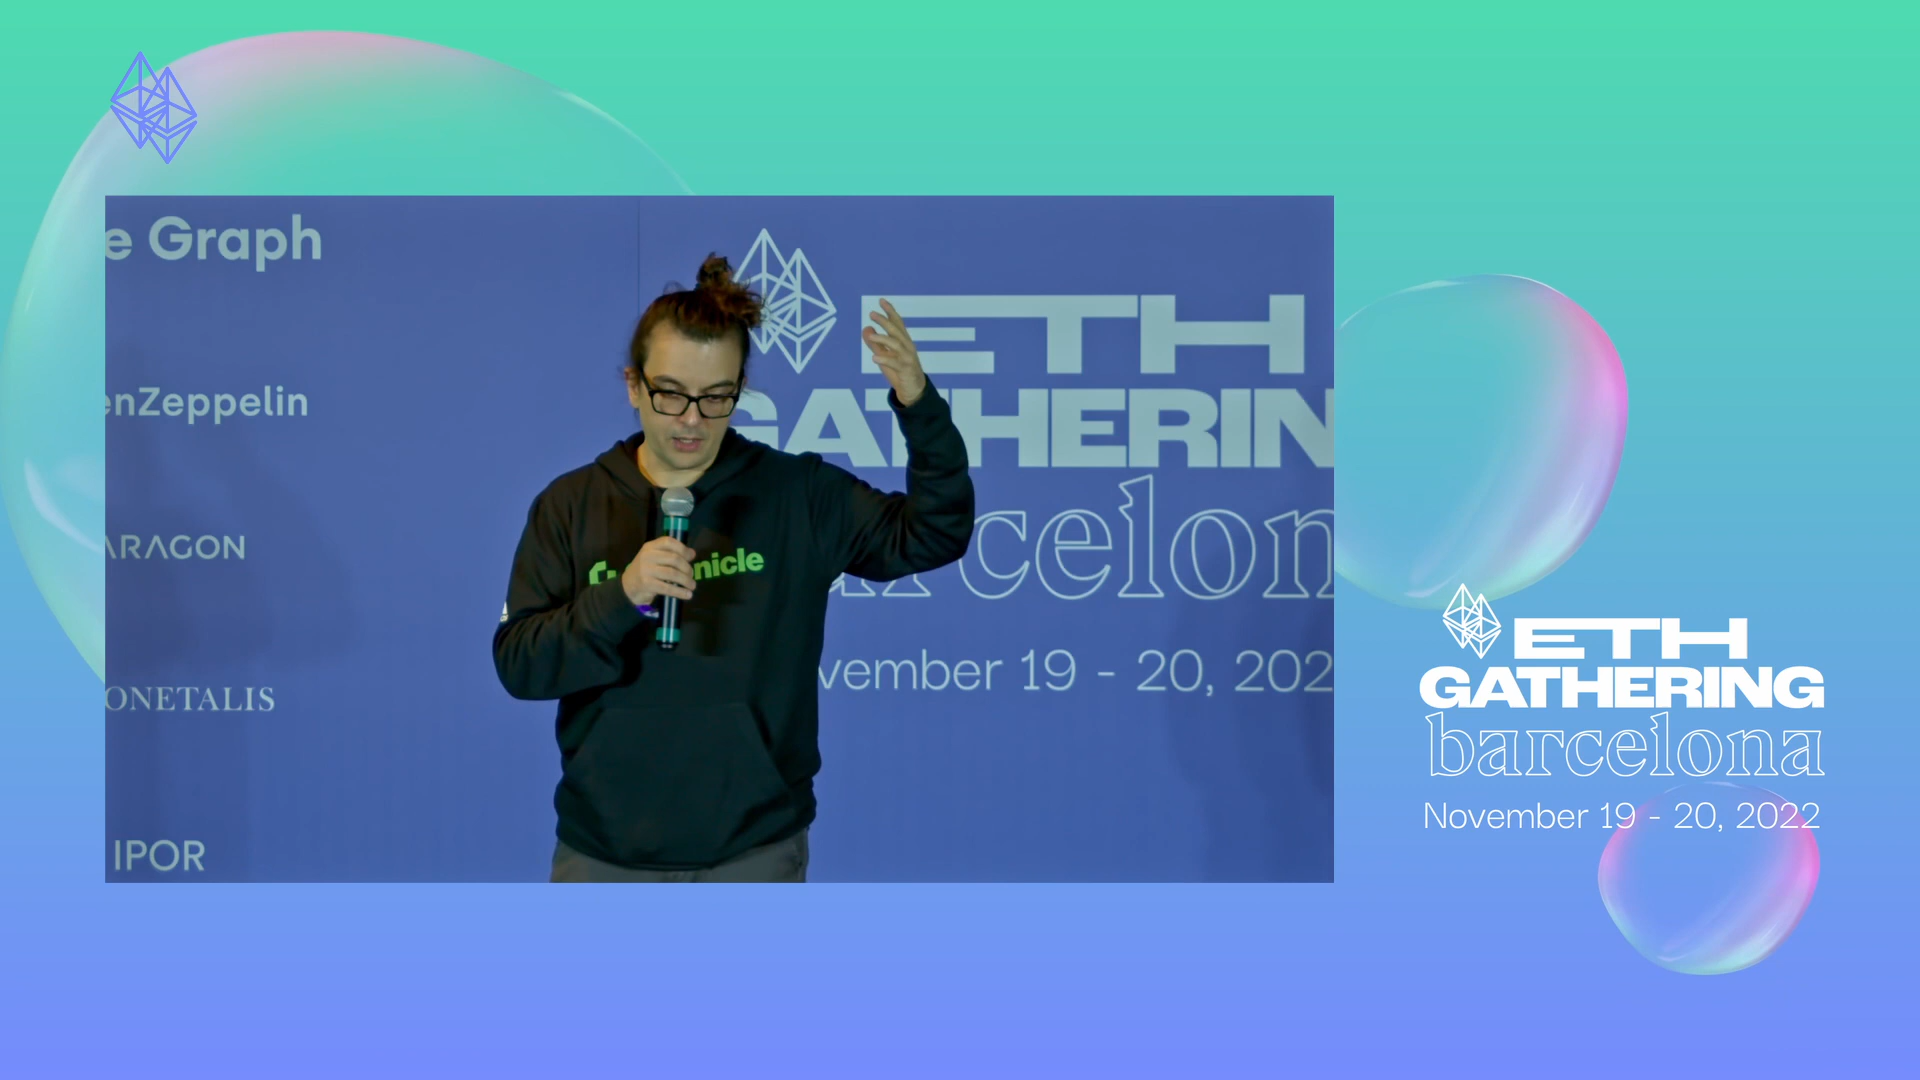 e Graph
enZeppelin
ARAGON
ONETALIS
IPOR
ETH
GATHERIN
arcelon
vember 19 - 20, 202
nicle
ETH
GATHERING
barcelona
November 19 - 20, 2022